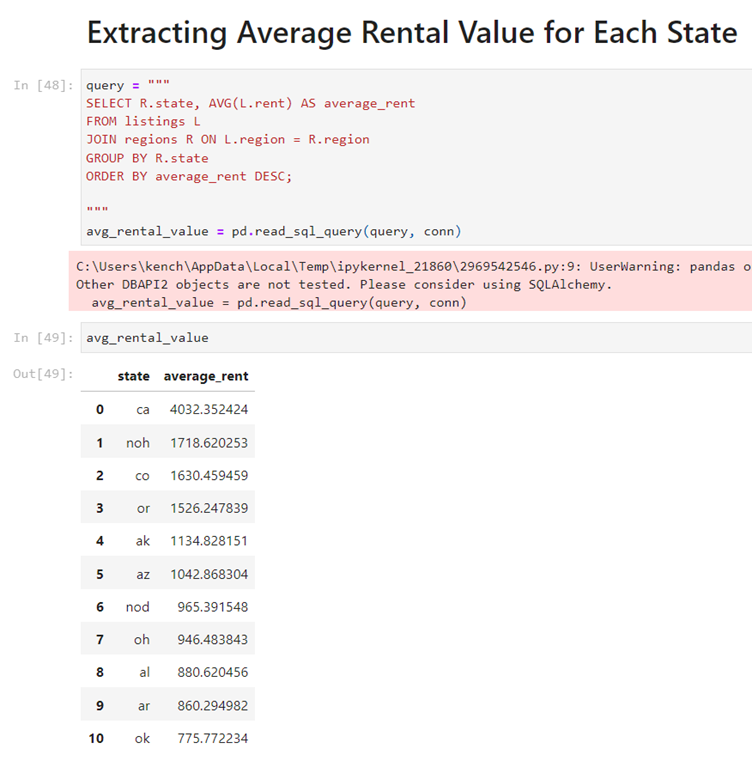 Extracting Average Rental Value for Each State
In [48]: query = """
SELECT R.state, AVG(L.rent) AS average_rent
FROM listings L
JOIN regions R ON L.region = R.region
GROUP BY R.state
ORDER BY average_rent DESC;
"""
avg_rental_value = pd.read_sql_query(query, conn)
C:\Users\kench\AppData\Local\Temp\ipykernel_21860\2969542546.py:9: UserWarning: pandas o
Other DBAPI2 objects are not tested. Please consider using SQLAlchemy.
avg_rental_value = pd.read_sql_query(query, conn)
In [49]: avg_rental_value
Out[49]:
state average_rent
0 ca 4032.352424
1 noh 1718.620253
2 co 1630.459459
3 or 1526.247839
4 ak 1134.828151
5 az 1042.868304
6 nod 965.391548
7 oh 946.483843
8 al 880.620456
9 ar 860.294982
10 ok 775.772234